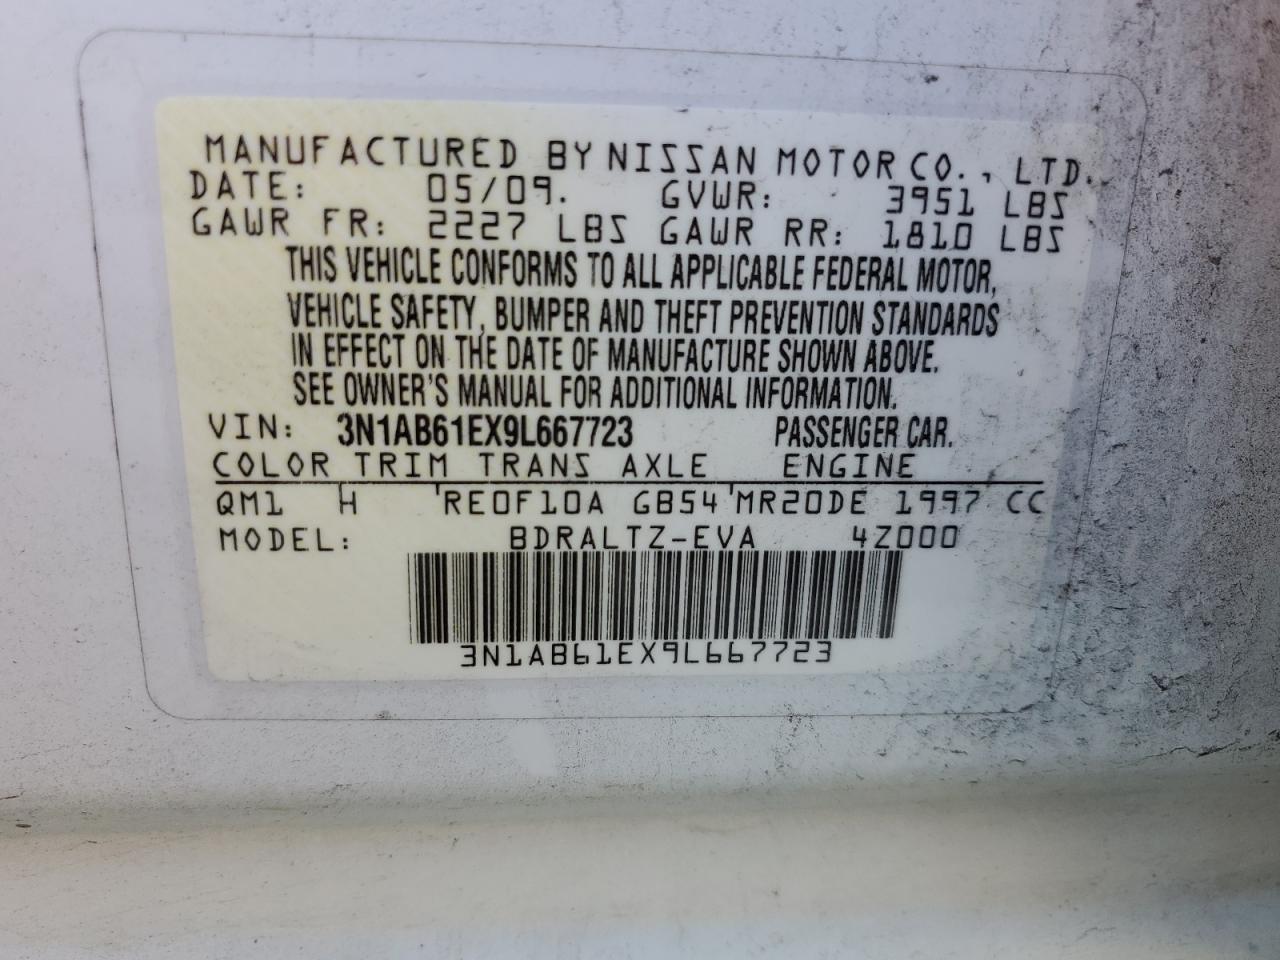 MANUFACTURED BY NISSAN MOTOR CO., LTD.
DATE: 05/09. GVWR: 3951 LBS
GAWR FR: 2227 LBS GAWR RR: 1810 LBS
THIS VEHICLE CONFORMS TO ALL APPLICABLE FEDERAL MOTOR,
VEHICLE SAFETY, BUMPER AND THEFT PREVENTION STANDARDS
IN EFFECT ON THE DATE OF MANUFACTURE SHOWN ABOVE.
SEE OWNER'S MANUAL FOR ADDITIONAL INFORMATION.
VIN: 3N1AB61EX9L667723 PASSENGER CAR.
COLOR TRIM TRANS AXLE ENGINE
QM1 H 'RE0F10A GB54'MR20DE 1997 CC
MODEL: BDRALTZ-EVA 4Z000
3N1AB61EX9L667723